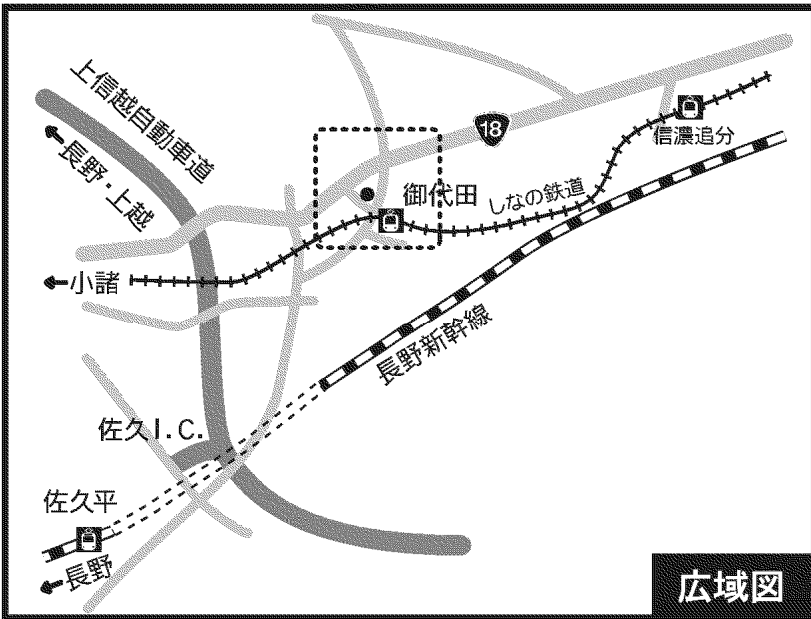 上信越自動車道
長野・上越
18
信濃追分
御代田
しなの鉄道
小諸
長野新幹線
佐久I.C.
佐久平
長野
広域図